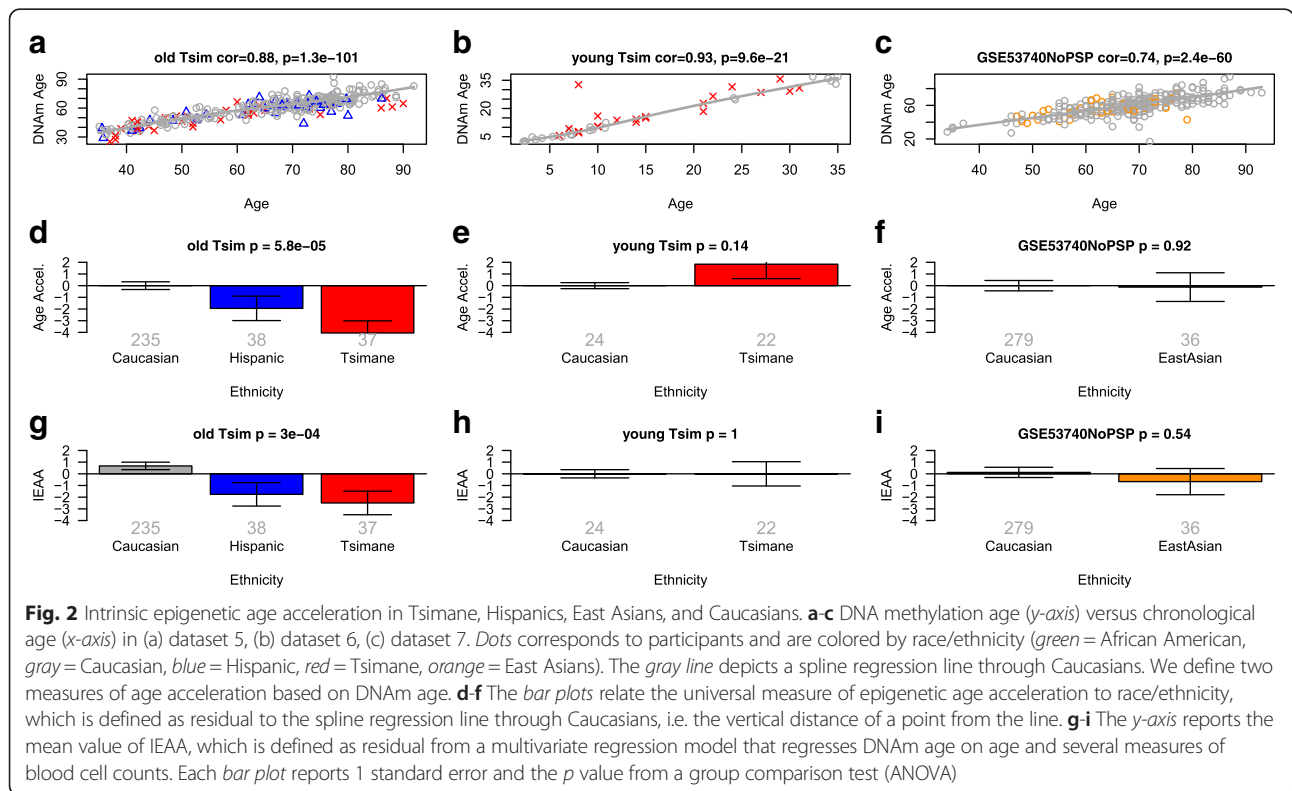 a
old Tsim cor=0.88, p=1.3e−101
DNAm Age
30 60 90
40 50 60 70 80 90
Age
b
young Tsim cor=0.93, p=9.6e−21
DNAm Age
5 20 35
5 10 15 20 25 30 35
Age
c
GSE53740NoPSP cor=0.74, p=2.4e−60
DNAm Age
20 60
40 50 60 70 80 90
Age
d
old Tsim p = 5.8e−05
Age Accel.
2
1
0
−1
−2
−3
−4
235 38 37
Caucasian Hispanic Tsimane
Ethnicity
e
young Tsim p = 0.14
Age Accel.
2
1
0
−1
−2
−3
−4
24 22
Caucasian Tsimane
Ethnicity
f
GSE53740NoPSP p = 0.92
Age Accel.
2
1
0
−1
−2
−3
−4
279 36
Caucasian EastAsian
Ethnicity
g
old Tsim p = 3e−04
IEAA
2
1
0
−1
−2
−3
−4
235 38 37
Caucasian Hispanic Tsimane
Ethnicity
h
young Tsim p = 1
IEAA
2
1
0
−1
−2
−3
−4
24 22
Caucasian Tsimane
Ethnicity
i
GSE53740NoPSP p = 0.54
IEAA
2
1
0
−1
−2
−3
−4
279 36
Caucasian EastAsian
Ethnicity
Fig. 2 Intrinsic epigenetic age acceleration in Tsimane, Hispanics, East Asians, and Caucasians. a-c DNA methylation age (y-axis) versus chronological
age (x-axis) in (a) dataset 5, (b) dataset 6, (c) dataset 7. Dots corresponds to participants and are colored by race/ethnicity (green = African American,
gray = Caucasian, blue = Hispanic, red = Tsimane, orange = East Asians). The gray line depicts a spline regression line through Caucasians. We define two
measures of age acceleration based on DNAm age. d-f The bar plots relate the universal measure of epigenetic age acceleration to race/ethnicity,
which is defined as residual to the spline regression line through Caucasians, i.e. the vertical distance of a point from the line. g-i The y-axis reports the
mean value of IEAA, which is defined as residual from a multivariate regression model that regresses DNAm age on age and several measures of
blood cell counts. Each bar plot reports 1 standard error and the p value from a group comparison test (ANOVA)